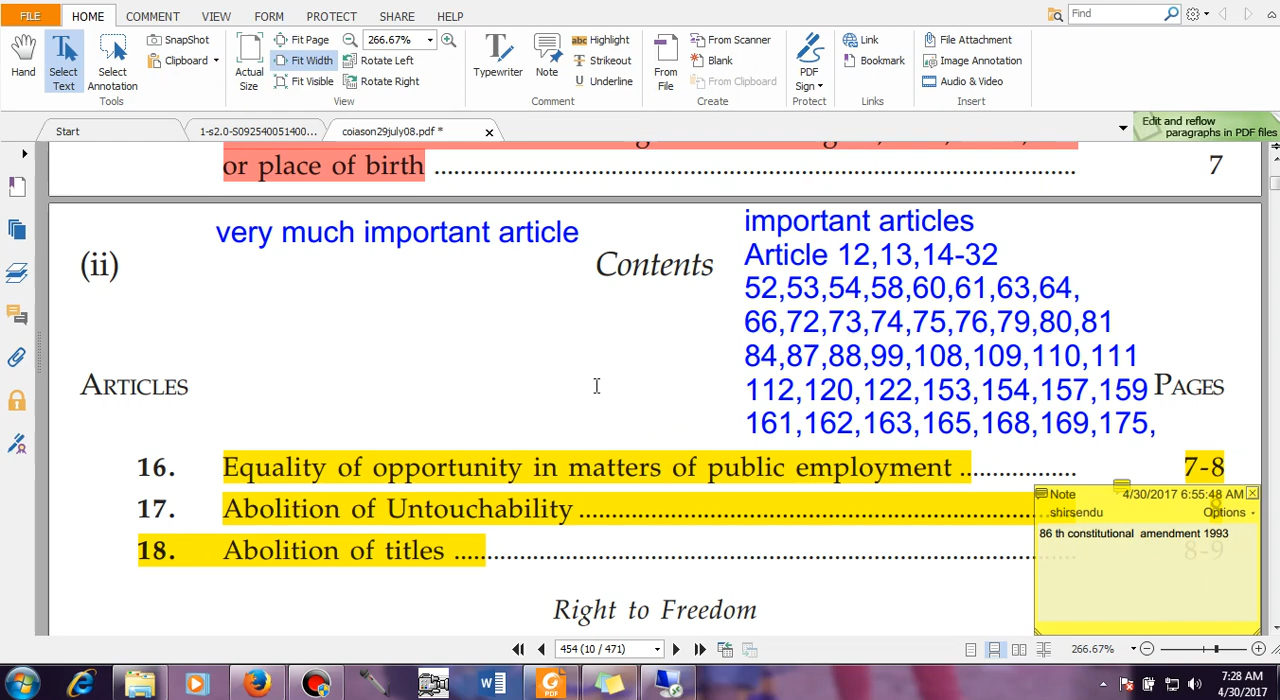 FILE HOME COMMENT VIEW FORM PROTECT SHARE HELP Find
Hand
Select Text
Select Annotation
SnapShot
Clipboard
Tools
Actual Size
Fit Page
Fit Width
Fit Visible
266.67%
Rotate Left
Rotate Right
View
Typewriter
Note
Highlight
Strikeout
Underline
Comment
From File
From Scanner
Blank
From Clipboard
Create
PDF Sign
Protect
Link
Bookmark
Links
File Attachment
Image Annotation
Audio & Video
Insert
Start 1-s2.0-S092540051400... coiason29july08.pdf *
Edit and reflow
paragraphs in PDF files
or place of birth 7
very much important article
important articles
Article 12,13,14-32
(ii) Contents
52,53,54,58,60,61,63,64,
66,72,73,74,75,76,79,80,81
84,87,88,99,108,109,110,111
ARTICLES
112,120,122,153,154,157,159 PAGES
161,162,163,165,168,169,175,
16. Equality of opportunity in matters of public employment 7-8
17. Abolition of Untouchability 8
18. Abolition of titles 8-9
Note 4/30/2017 6:55:48 AM
shirsendu Options
86 th constitutional amendment 1993
Right to Freedom
454 (10 / 471) 266.67%
7:28 AM
4/30/2017